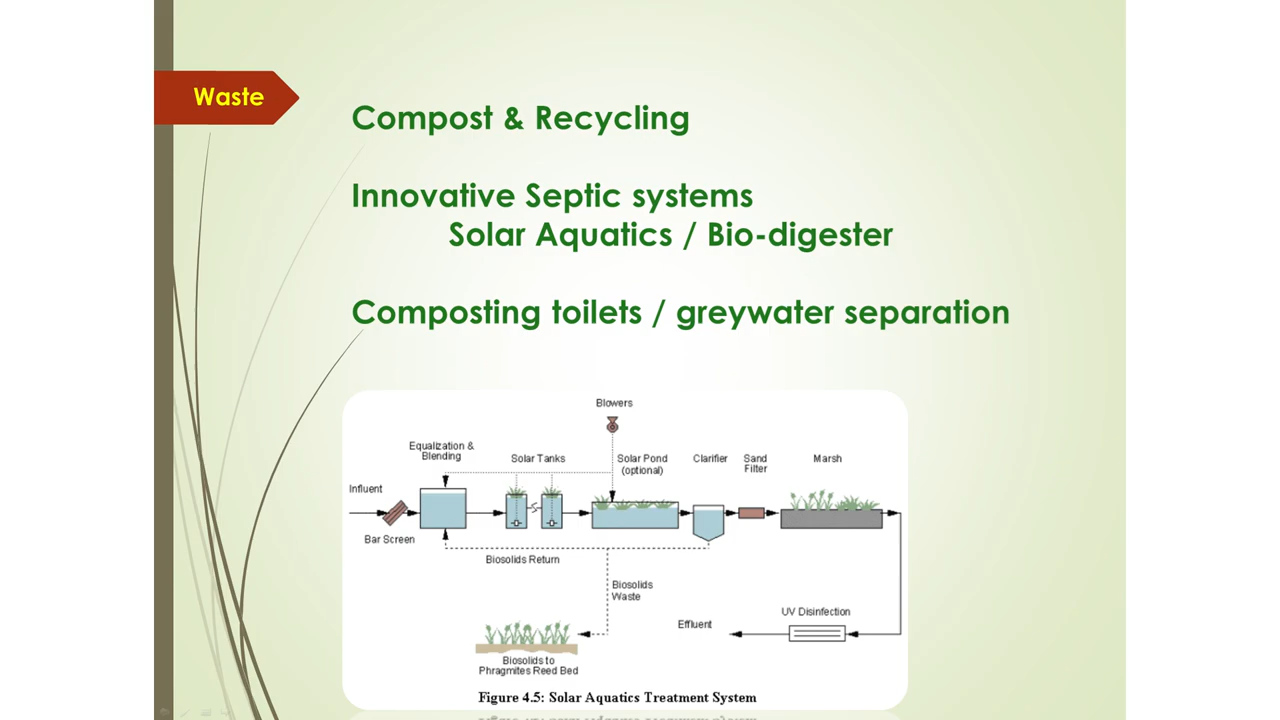 Waste
Compost & Recycling
Innovative Septic systems
Solar Aquatics / Bio-digester
Composting toilets / greywater separation
Blowers
Equalization &
Blending
Solar Tanks
Solar Pond
(optional)
Clarifier
Sand
Filter
Marsh
Influent
Bar Screen
Biosolids Return
Biosolids
Waste
UV Disinfection
Effluent
Biosolids to
Phragmites Reed Bed
Figure 4.5: Solar Aquatics Treatment System